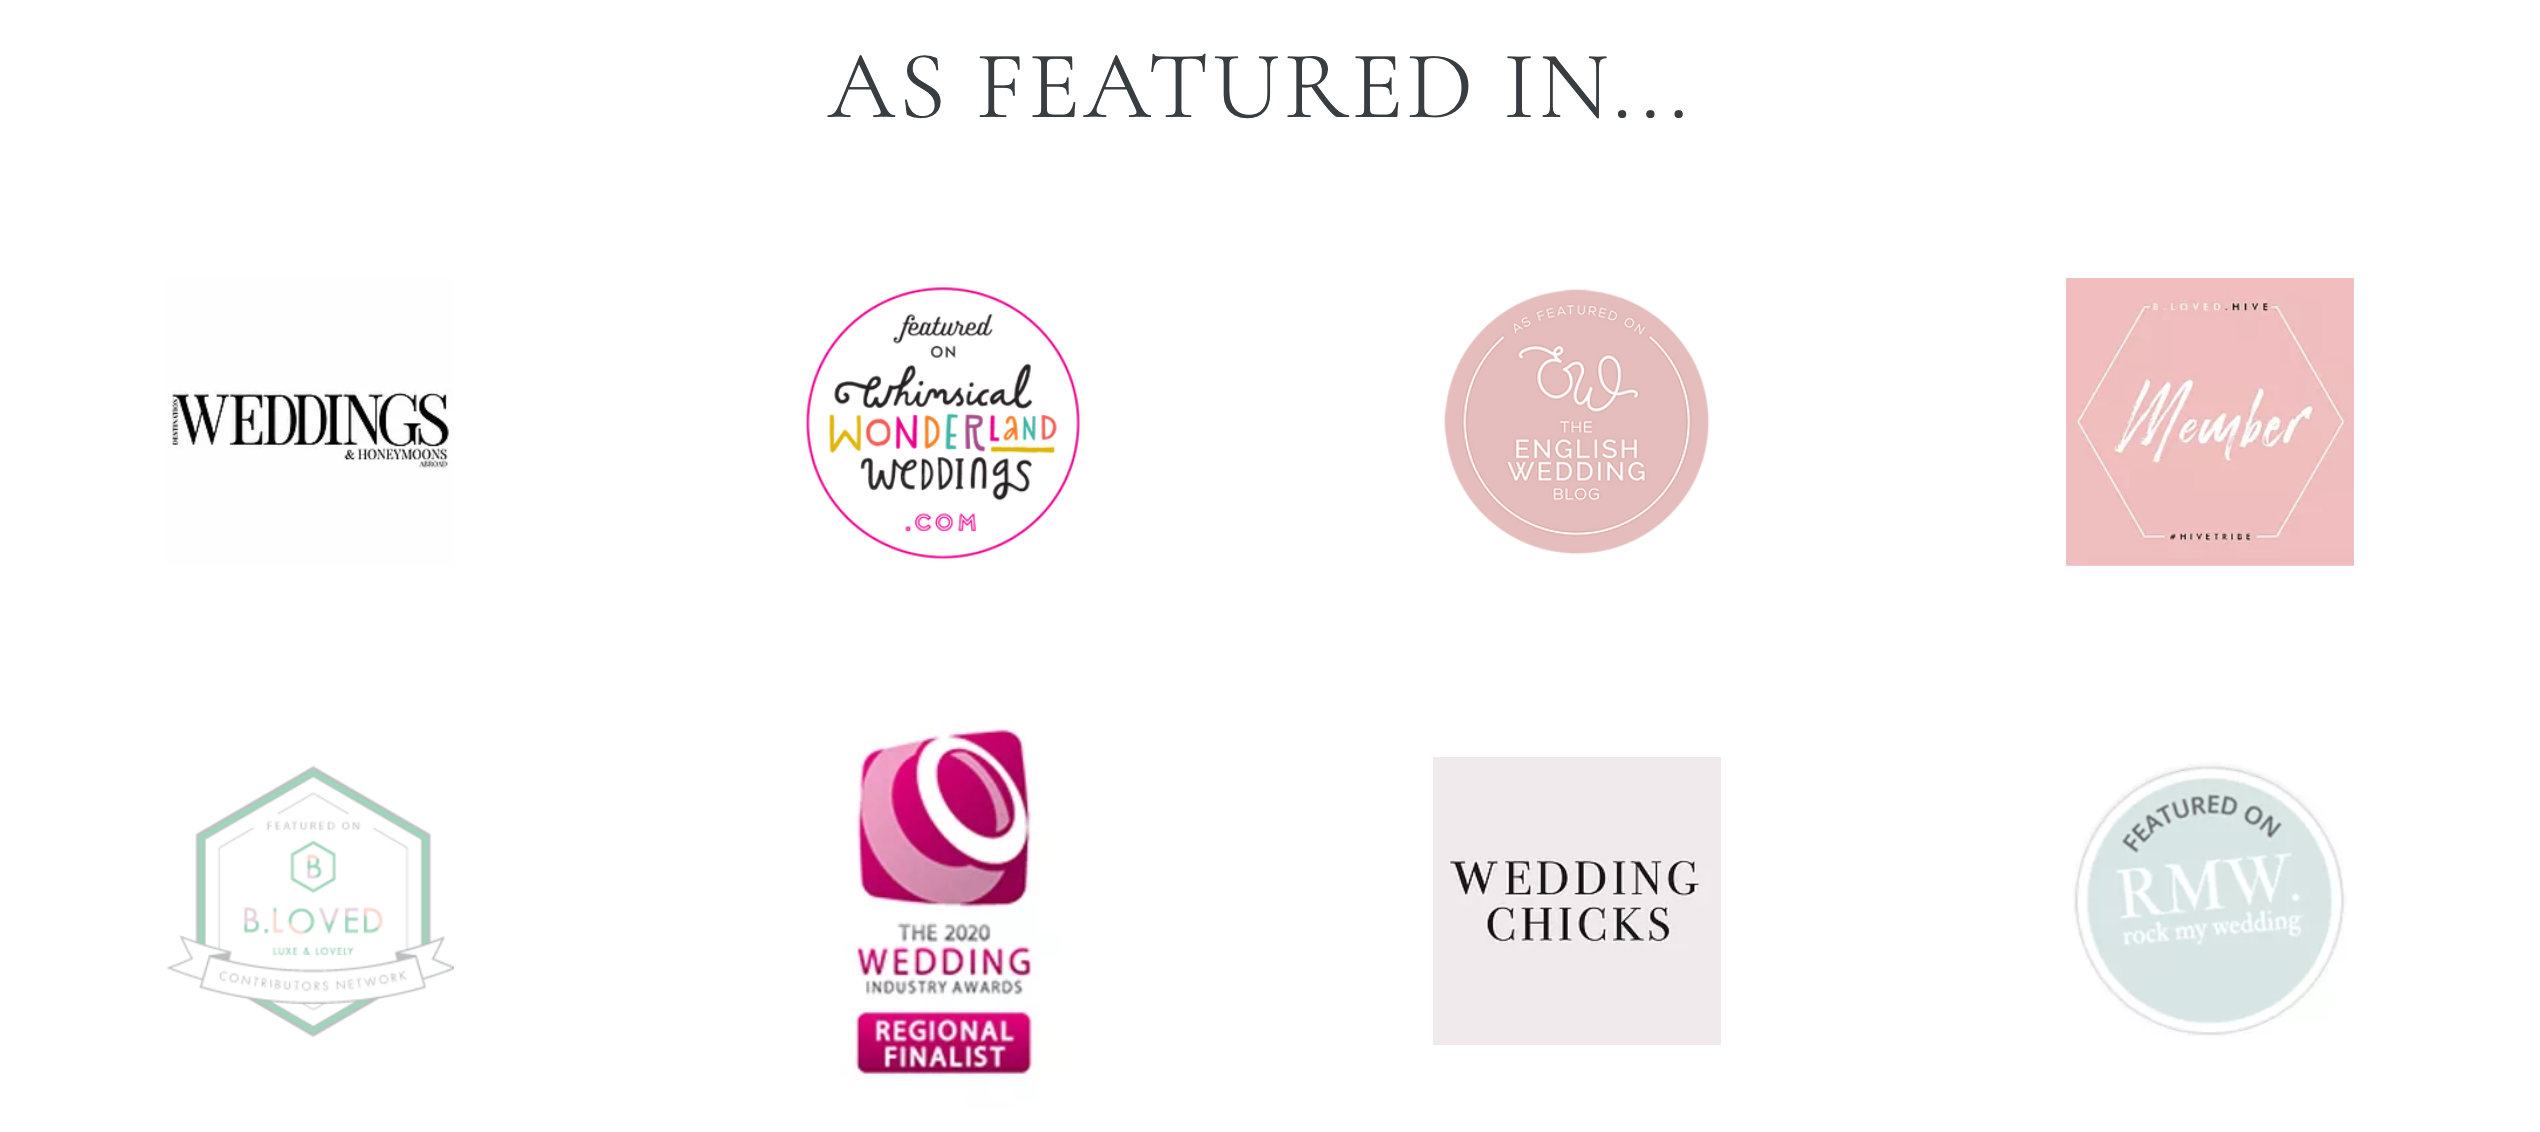 AS FEATURED IN...
DESTINATION
WEDDINGS
& HONEYMOONS
ABROAD
featured
ON
Whimsical
WONDERLaND
WeDDINgs
.COM
AS FEATURED ON
EW
THE
ENGLISH
WEDDING
BLOG
B.LOVED.HIVE
Member
#HIVETRIBE
FEATURED ON
B
B.LOVED
LUXE & LOVELY
CONTRIBUTORS NETWORK
THE 2020
WEDDING
INDUSTRY AWARDS
REGIONAL
FINALIST
WEDDING
CHICKS
FEATURED ON
RMW.
rock my wedding